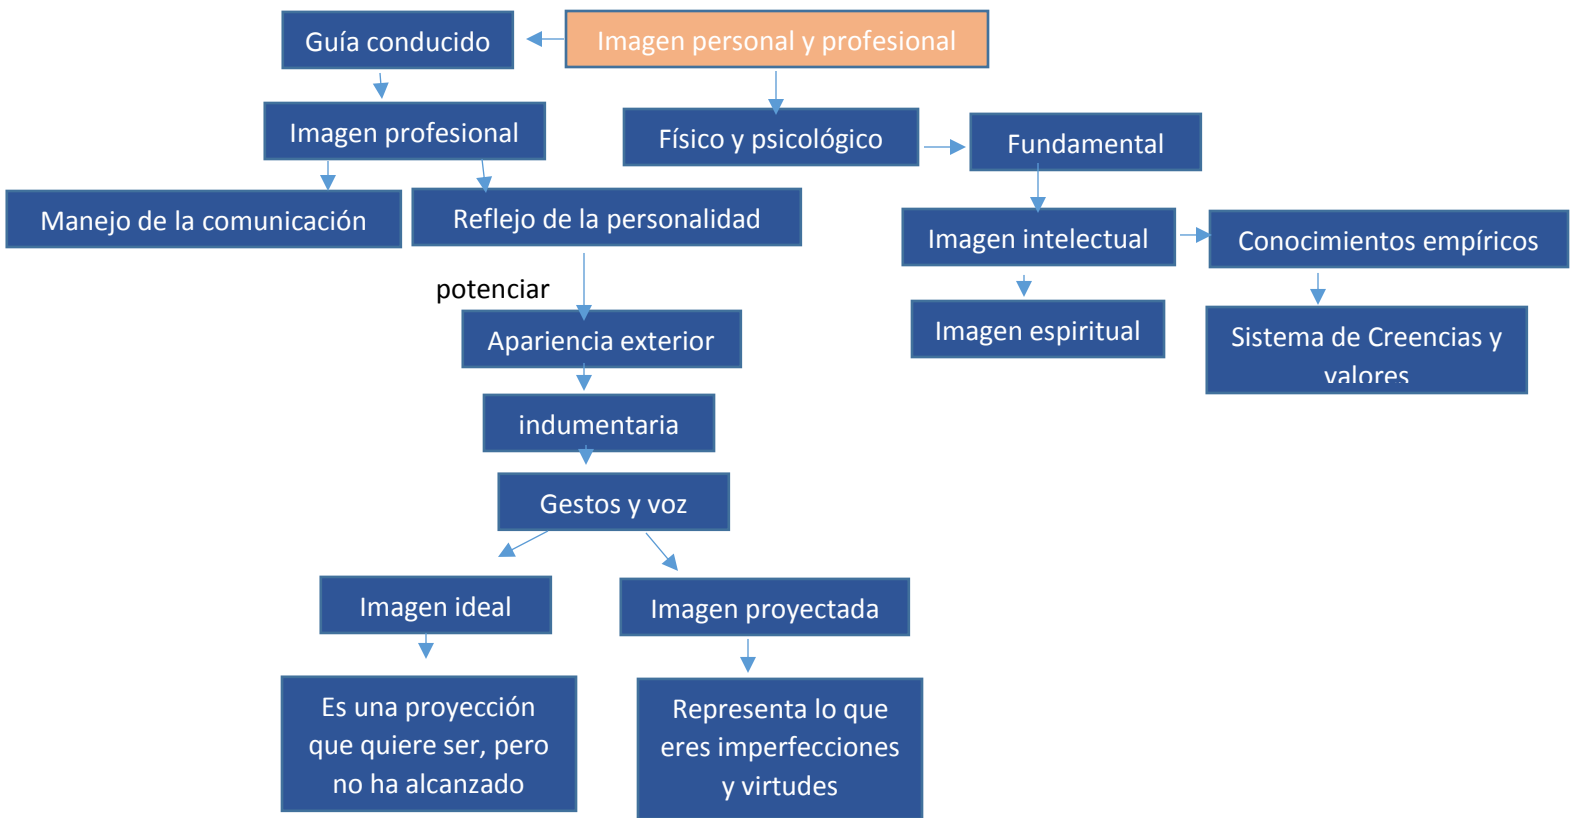 Guía conducido
Imagen personal y profesional
Imagen profesional
Físico y psicológico
Fundamental
Manejo de la comunicación
Reflejo de la personalidad
Imagen intelectual
Conocimientos empíricos
potenciar
Apariencia exterior
Imagen espiritual
Sistema de Creencias y
valores
indumentaria
Gestos y voz
Imagen ideal
Imagen proyectada
Es una proyección
que quiere ser, pero
no ha alcanzado
Representa lo que
eres imperfecciones
y virtudes